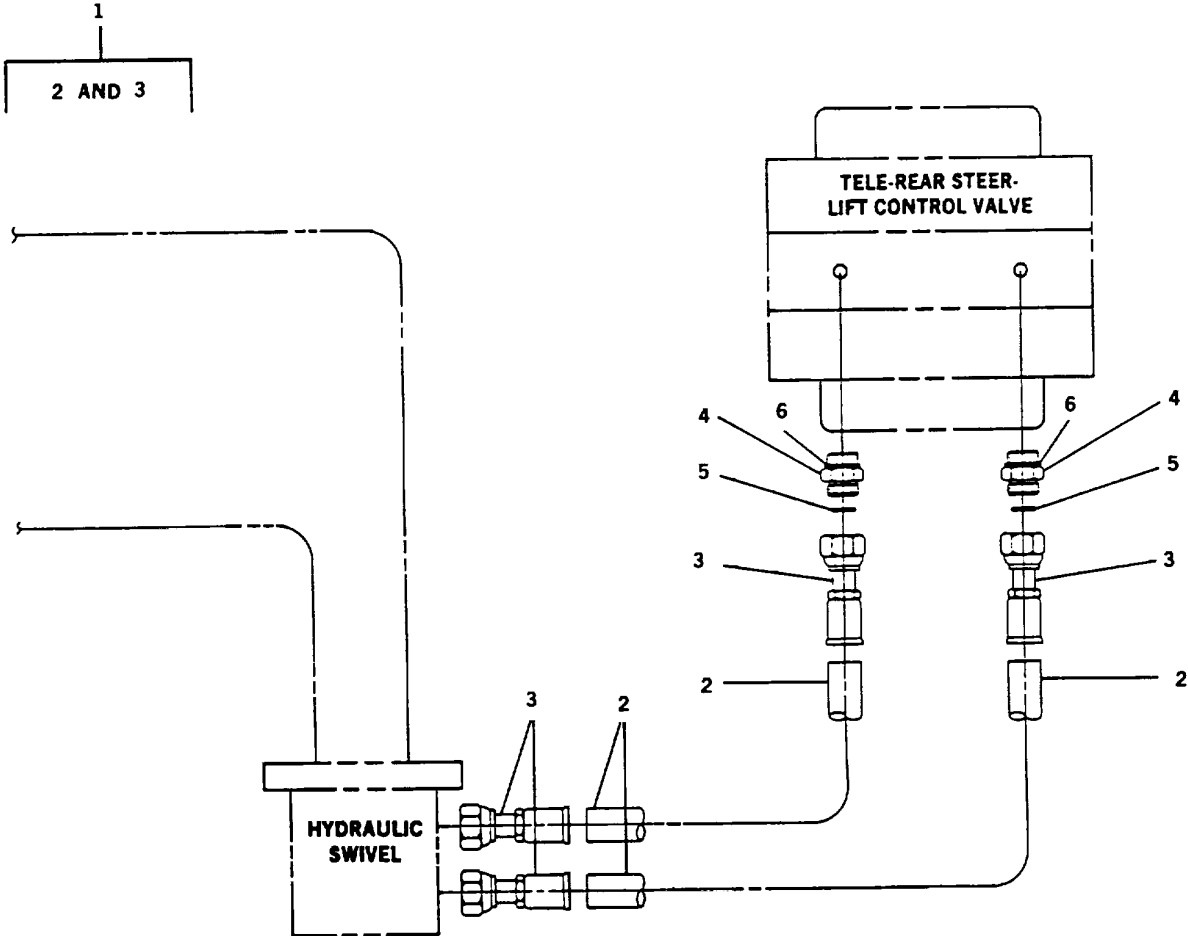 1
2 AND 3
TELE-REAR STEER-
LIFT CONTROL VALVE
4
6
6
4
5
5
3
3
2
2
3
2
HYDRAULIC
SWIVEL